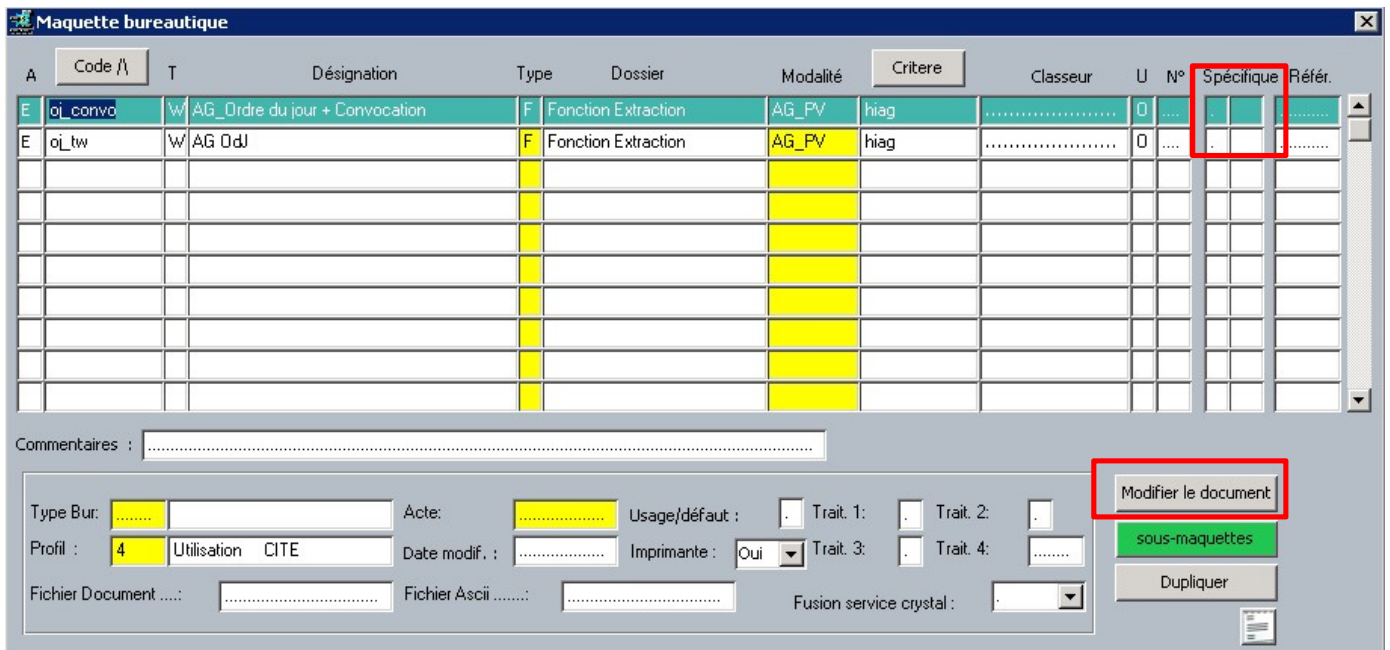 Maquette bureautique
A Code /\ T Désignation Type Dossier Modalité Critere Classeur U N° Spécifique Référ.
E oj_convo W AG_Ordre du jour + Convocation F Fonction Extraction AG_PV hiag ...................... O .... . ..........
E oj_tw W AG OdJ F Fonction Extraction AG_PV hiag ...................... O .... . ..........
Commentaires : ....................................................................................................
Type Bur: ........ Acte: .................. Usage/défaut : . Trait. 1: . Trait. 2: . Modifier le document
Profil : 4 Utilisation CITE Date modif. : .................. Imprimante : Oui Trait. 3: . Trait. 4: ........ sous-maquettes
Fichier Document ....: ................................ Fichier Ascii .......: ................................ Fusion service crystal : . Dupliquer